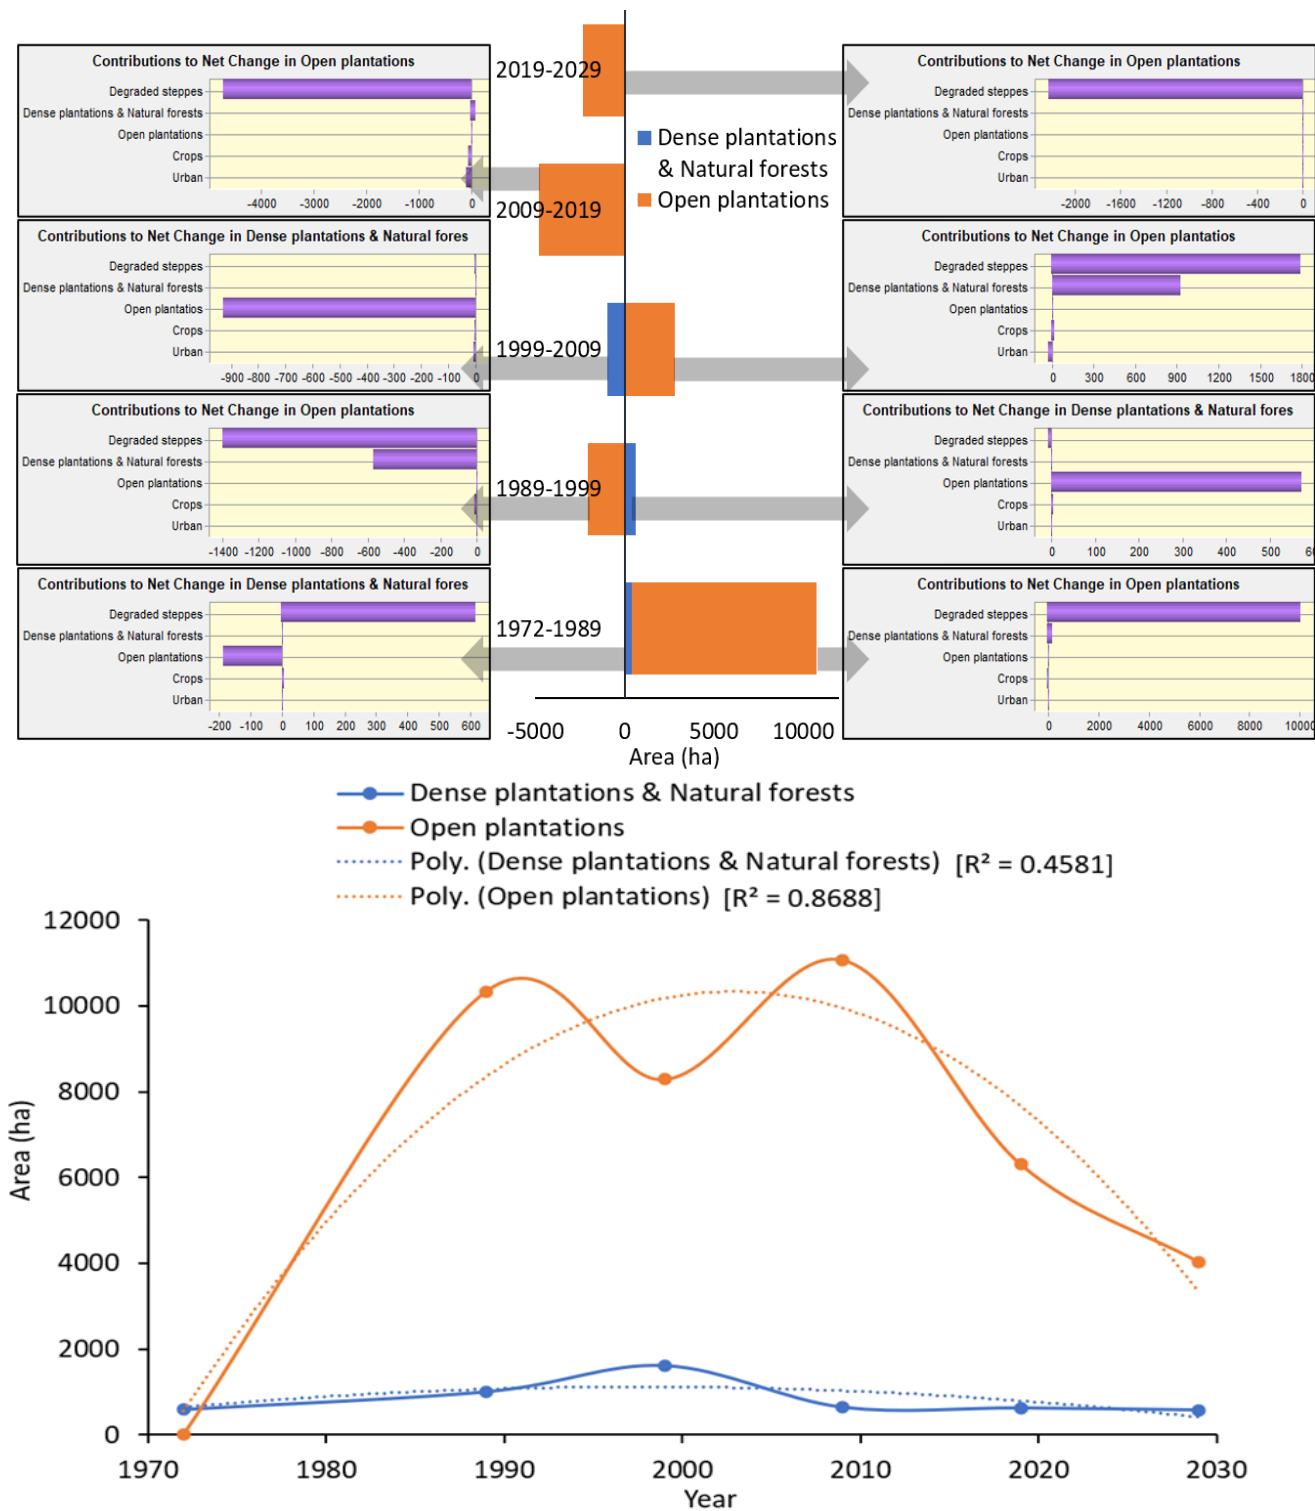 Contributions to Net Change in Open plantations
Degraded steppes
Dense plantations & Natural forests
Open plantations
Crops
Urban
-4000 -3000 -2000 -1000 0
Contributions to Net Change in Dense plantations & Natural fores
Degraded steppes
Dense plantations & Natural forests
Open plantatios
Crops
Urban
-900 -800 -700 -600 -500 -400 -300 -200 -100 0
Contributions to Net Change in Open plantations
Degraded steppes
Dense plantations & Natural forests
Open plantations
Crops
Urban
-1400 -1200 -1000 -800 -600 -400 -200 0
Contributions to Net Change in Dense plantations & Natural fores
Degraded steppes
Dense plantations & Natural forests
Open plantations
Crops
Urban
-200 -100 0 100 200 300 400 500 600
2019-2029
Dense plantations
& Natural forests
Open plantations
2009-2019
1999-2009
1989-1999
1972-1989
-5000 0 5000 10000
Area (ha)
Contributions to Net Change in Open plantations
Degraded steppes
Dense plantations & Natural forests
Open plantations
Crops
Urban
-2000 -1600 -1200 -800 -400 0
Contributions to Net Change in Open plantatios
Degraded steppes
Dense plantations & Natural forests
Open plantatios
Crops
Urban
0 300 600 900 1200 1500 1800
Contributions to Net Change in Dense plantations & Natural fores
Degraded steppes
Dense plantations & Natural forests
Open plantations
Crops
Urban
0 100 200 300 400 500
Contributions to Net Change in Open plantations
Degraded steppes
Dense plantations & Natural forests
Open plantations
Crops
Urban
0 2000 4000 6000 8000 10000
Dense plantations & Natural forests
Open plantations
Poly. (Dense plantations & Natural forests) [R² = 0.4581]
Poly. (Open plantations) [R² = 0.8688]
12000
10000
8000
6000
4000
2000
0
Area (ha)
1970 1980 1990 2000 2010 2020 2030
Year